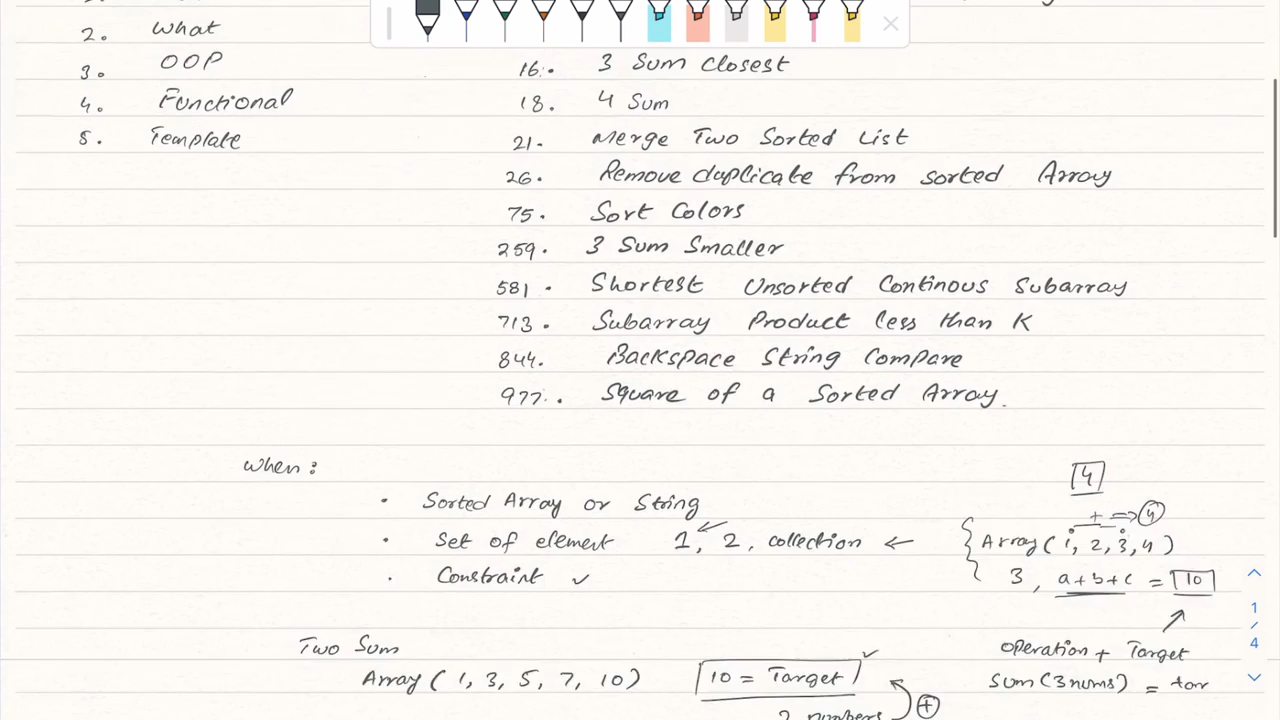 2. What
3. OOP
4. Functional
5. Template
16. 3 Sum Closest
18. 4 Sum
21. Merge Two Sorted List
26. Remove duplicate from sorted Array
75. Sort Colors
259. 3 Sum Smaller
581. Shortest Unsorted Continous Subarray
713. Subarray Product less than K
844. Backspace String Compare
977. Square of a Sorted Array.
When:
• Sorted Array or String
• Set of element 1, 2, collection ←
• Constraint ✓
4
+ => 4
Array(1, 2, 3, 4)
3, a+b+c = 10
operation + Target
Sum(3nums) = tar
Two Sum
Array(1, 3, 5, 7, 10) 10 = Target ✓
2 numbers +
1
/
4